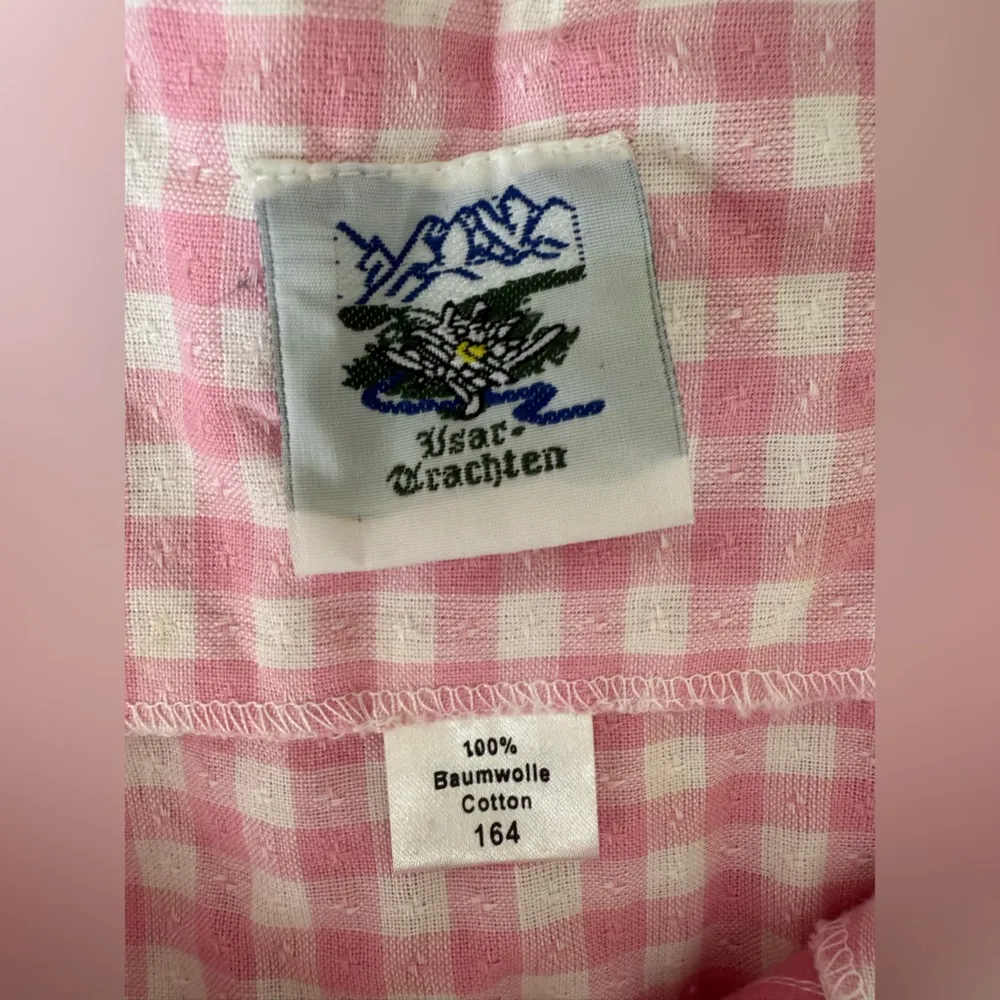 Isar-
Trachten
100%
Baumwolle
Cotton
164